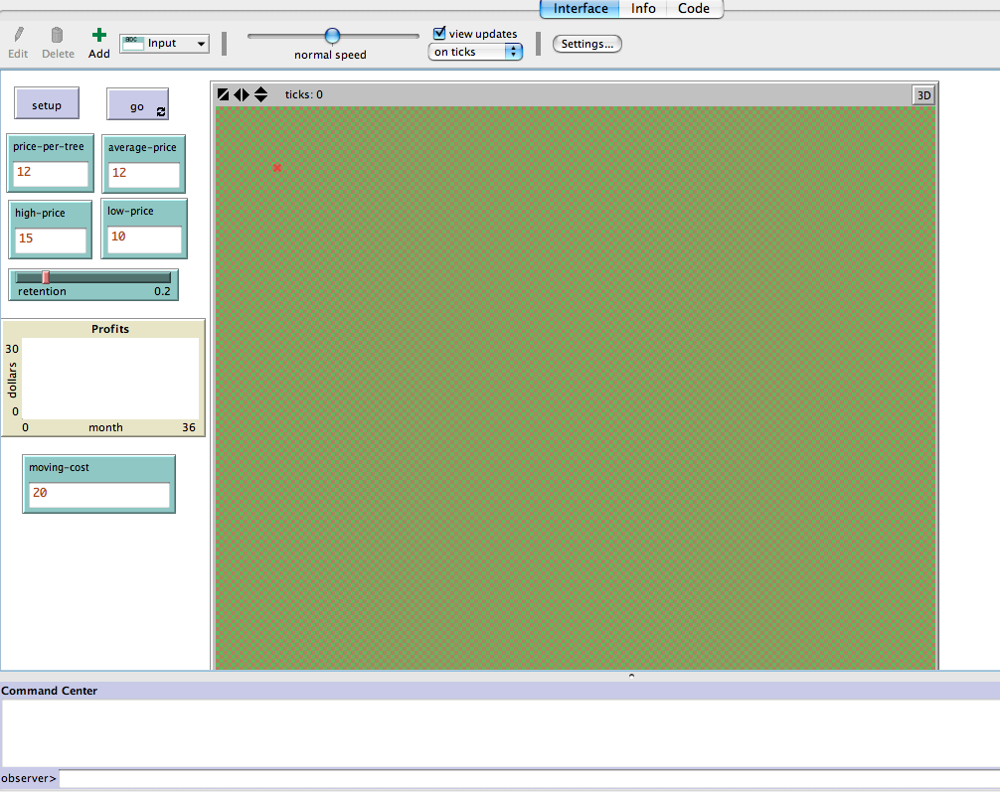 Interface Info Code
Edit Delete Add abc Input normal speed view updates on ticks Settings...
setup go
ticks: 0 3D
price-per-tree average-price
12 12
high-price low-price
15 10
retention 0.2
Profits
30
dollars
0
0 month 36
moving-cost
20
Command Center
observer>